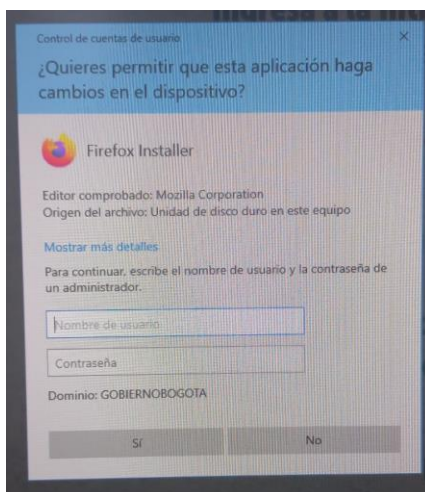 Control de cuentas de usuario
¿Quieres permitir que esta aplicación haga
cambios en el dispositivo?
Firefox Installer
Editor comprobado: Mozilla Corporation
Origen del archivo: Unidad de disco duro en este equipo
Mostrar más detalles
Para continuar, escribe el nombre de usuario y la contraseña de
un administrador.
Nombre de usuario
Contraseña
Dominio: GOBIERNOBOGOTA
Sí
No